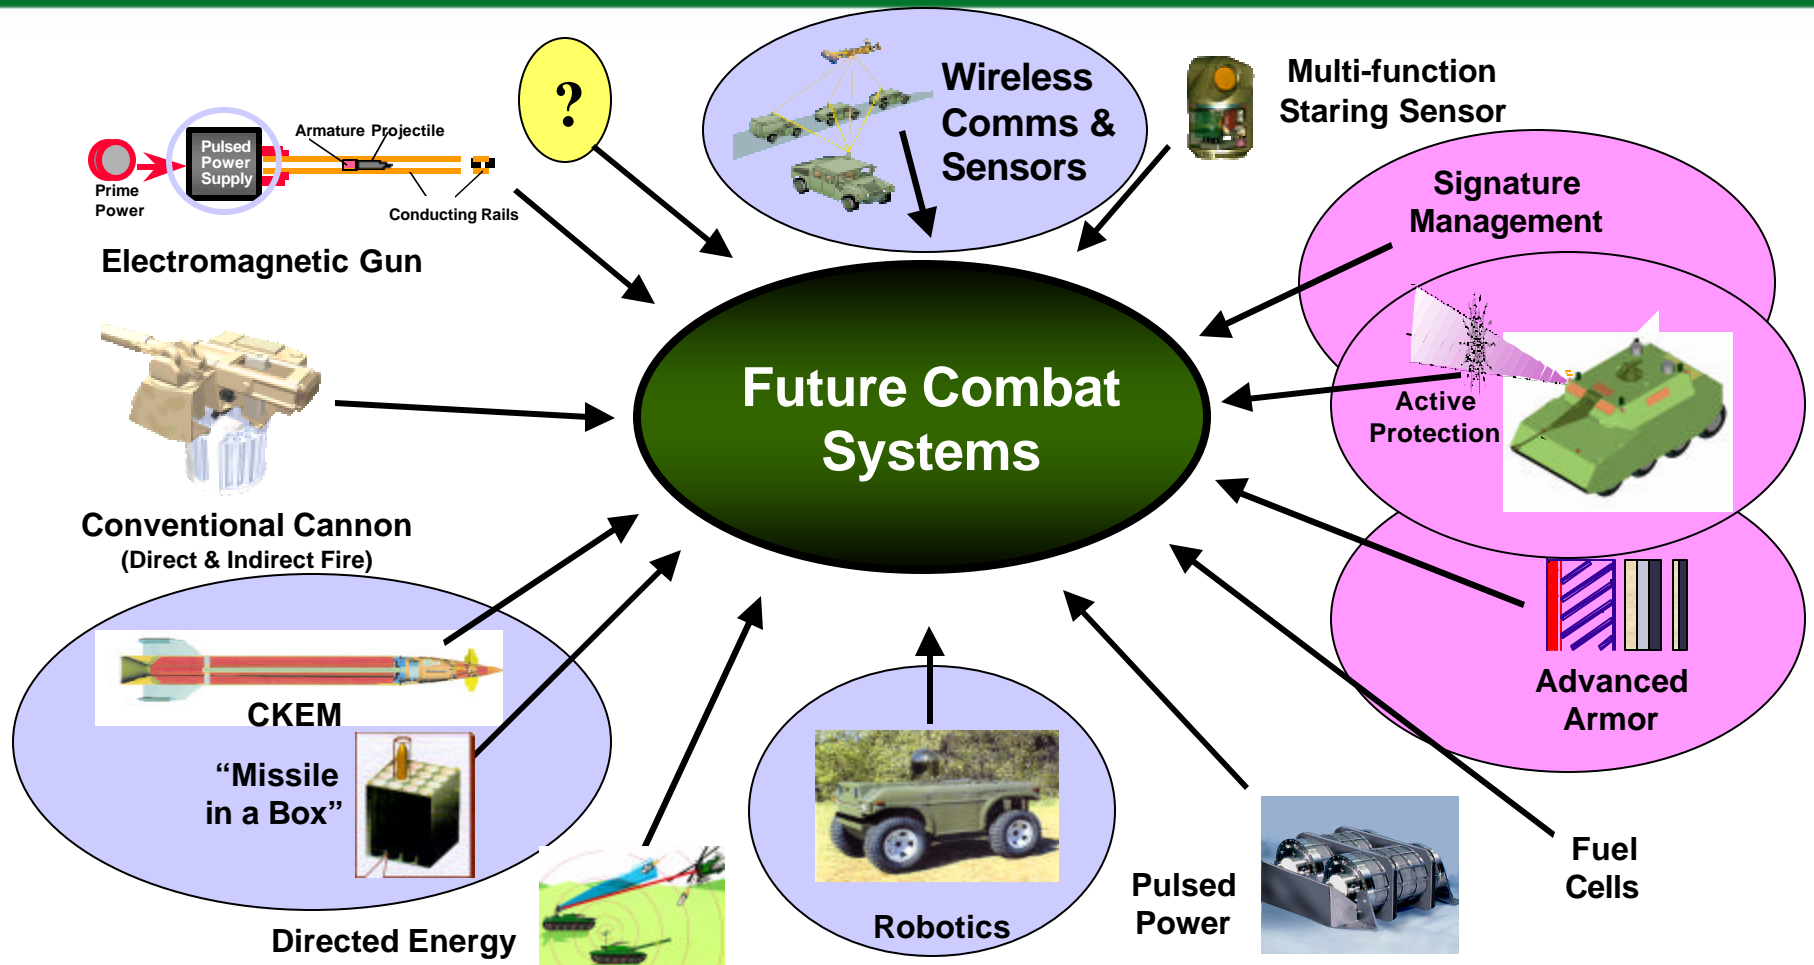 ?
Wireless
Comms &
Sensors
Multi-function
Staring Sensor
Armature Projectile
Pulsed
Power
Supply
Prime
Power
Conducting Rails
Electromagnetic Gun
Signature
Management
Future Combat
Systems
Active
Protection
Conventional Cannon
(Direct & Indirect Fire)
CKEM
“Missile
in a Box”
Advanced
Armor
Directed Energy
Robotics
Pulsed
Power
Fuel
Cells